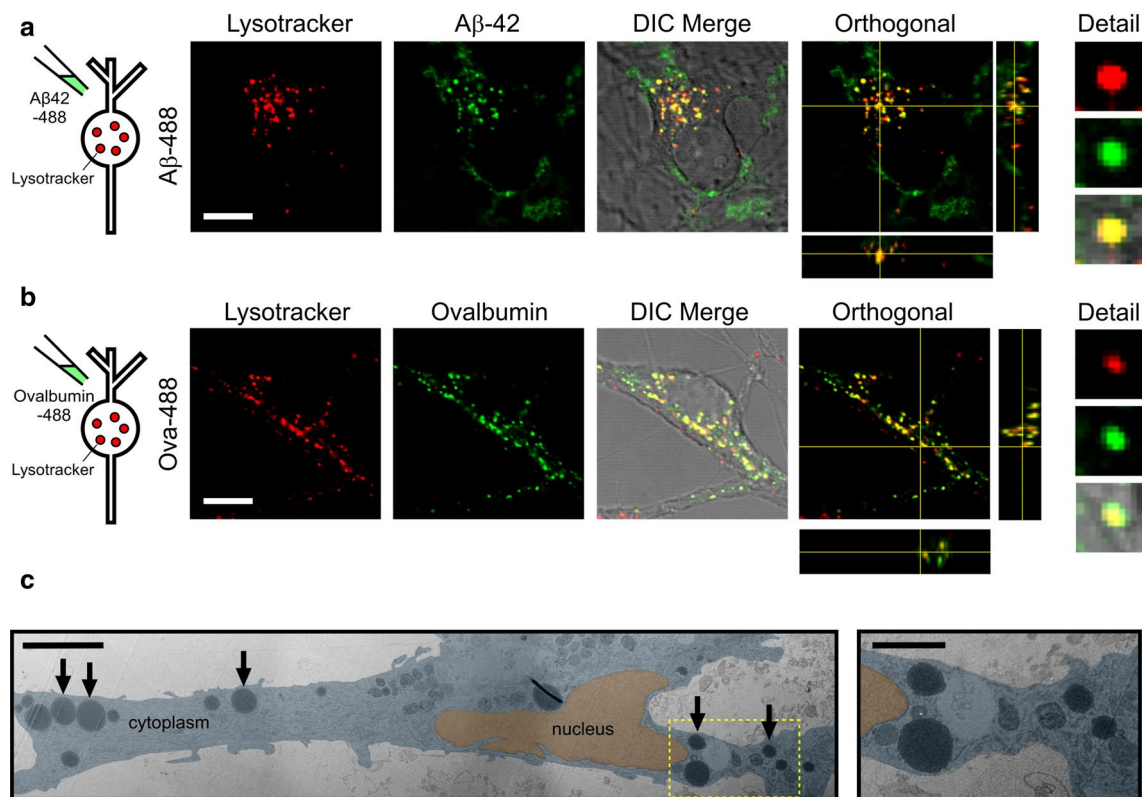 a
Lysotracker
Aβ-42
DIC Merge
Orthogonal
Detail
Aβ42
-488
Lysotracker
Aβ-488
b
Lysotracker
Ovalbumin
DIC Merge
Orthogonal
Detail
Ovalbumin
-488
Lysotracker
Ova-488
c
cytoplasm
nucleus